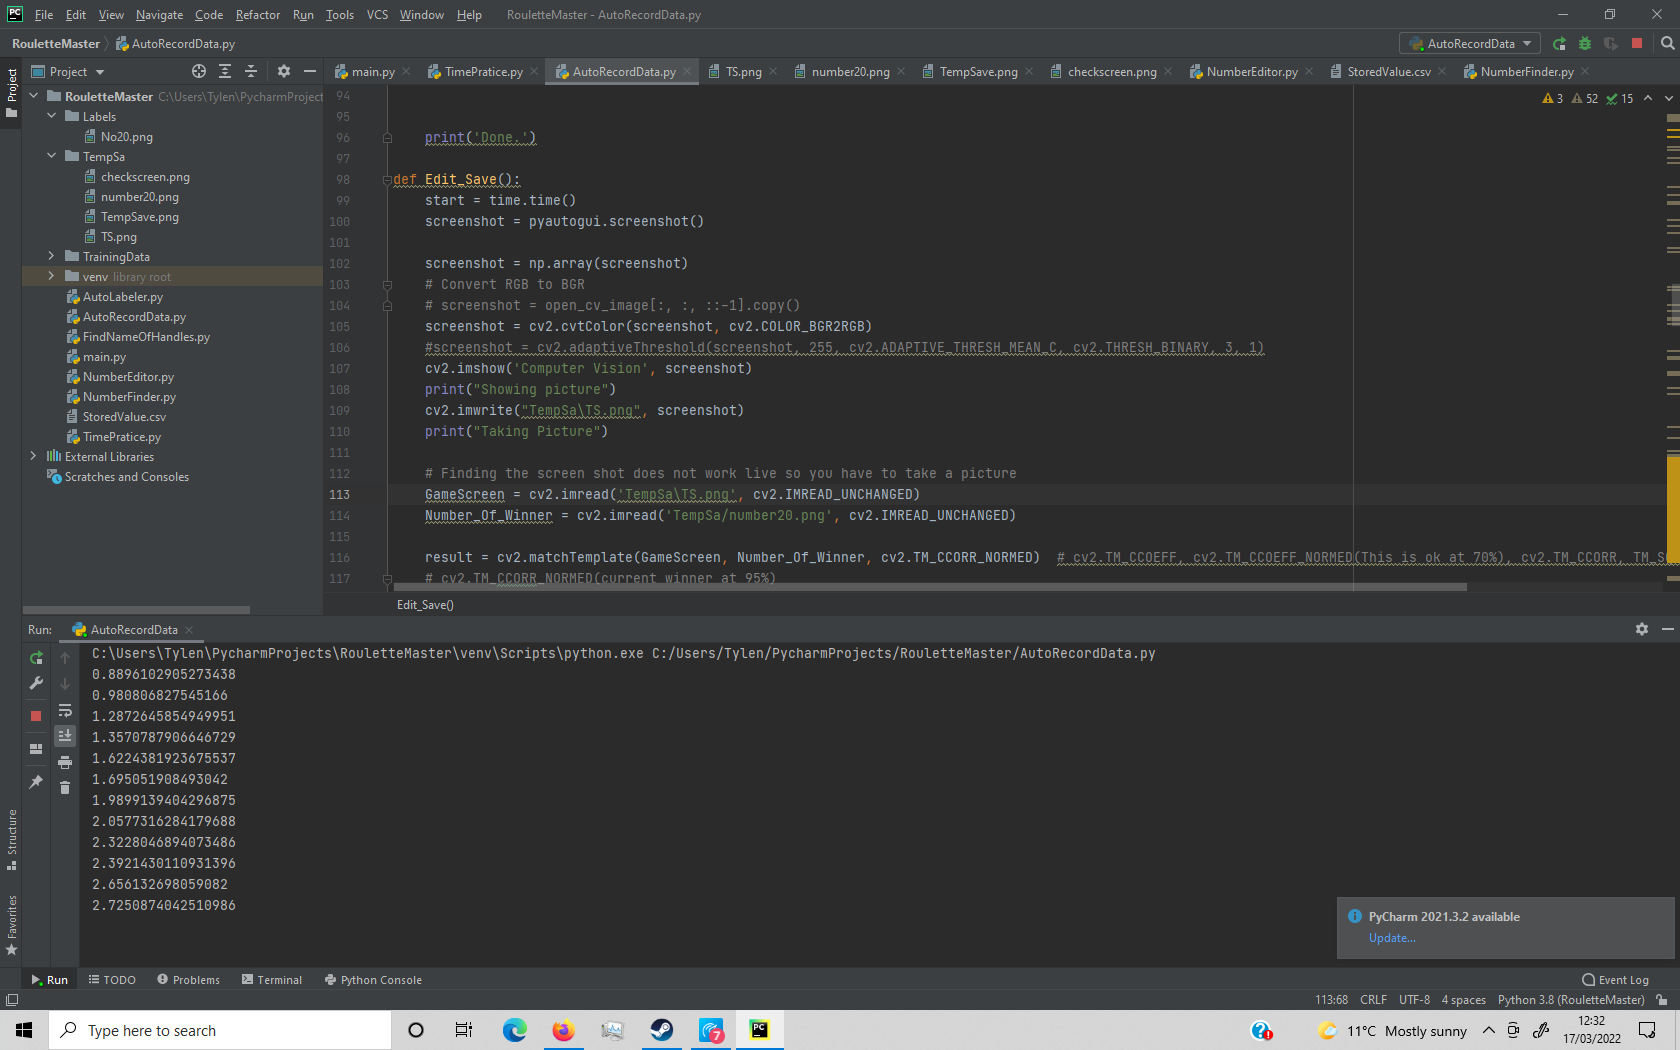 PC File Edit View Navigate Code Refactor Run Tools VCS Window Help RouletteMaster - AutoRecordData.py
RouletteMaster AutoRecordData.py AutoRecordData
Project main.py TimePratice.py AutoRecordData.py TS.png number20.png TempSave.png checkscreen.png NumberEditor.py StoredValue.csv NumberFinder.py
Project
RouletteMaster C:\Users\Tylen\PycharmProject
Labels
No20.png
TempSa
checkscreen.png
number20.png
TempSave.png
TS.png
TrainingData
venv library root
AutoLabeler.py
AutoRecordData.py
FindNameOfHandles.py
main.py
NumberEditor.py
NumberFinder.py
StoredValue.csv
TimePratice.py
External Libraries
Scratches and Consoles
3 52 15
94
95
96 print('Done.')
97
98 def Edit_Save():
99 start = time.time()
100 screenshot = pyautogui.screenshot()
101
102 screenshot = np.array(screenshot)
103 # Convert RGB to BGR
104 # screenshot = open_cv_image[:, :, ::-1].copy()
105 screenshot = cv2.cvtColor(screenshot, cv2.COLOR_BGR2RGB)
106 #screenshot = cv2.adaptiveThreshold(screenshot, 255, cv2.ADAPTIVE_THRESH_MEAN_C, cv2.THRESH_BINARY, 3, 1)
107 cv2.imshow('Computer Vision', screenshot)
108 print("Showing picture")
109 cv2.imwrite("TempSa\TS.png", screenshot)
110 print("Taking Picture")
111
112 # Finding the screen shot does not work live so you have to take a picture
113 GameScreen = cv2.imread('TempSa\TS.png', cv2.IMREAD_UNCHANGED)
114 Number_Of_Winner = cv2.imread('TempSa/number20.png', cv2.IMREAD_UNCHANGED)
115
116 result = cv2.matchTemplate(GameScreen, Number_Of_Winner, cv2.TM_CCORR_NORMED) # cv2.TM_CCOEFF, cv2.TM_CCOEFF_NORMED(This is ok at 70%), cv2.TM_CCORR, TM_S
117 # cv2.TM_CCORR_NORMED(current winner at 95%)
Edit_Save()
Run: AutoRecordData
C:\Users\Tylen\PycharmProjects\RouletteMaster\venv\Scripts\python.exe C:/Users/Tylen/PycharmProjects/RouletteMaster/AutoRecordData.py
0.8896102905273438
0.980806827545166
1.2872645854949951
1.3570787906646729
1.6224381923675537
1.695051908493042
1.9899139404296875
2.0577316284179688
2.3228046894073486
2.3921430110931396
2.656132698059082
2.7250874042510986
Structure
Favorites
PyCharm 2021.3.2 available
Update...
Run TODO Problems Terminal Python Console Event Log
113:68 CRLF UTF-8 4 spaces Python 3.8 (RouletteMaster)
Type here to search 7 PC 11°C Mostly sunny 12:32
17/03/2022